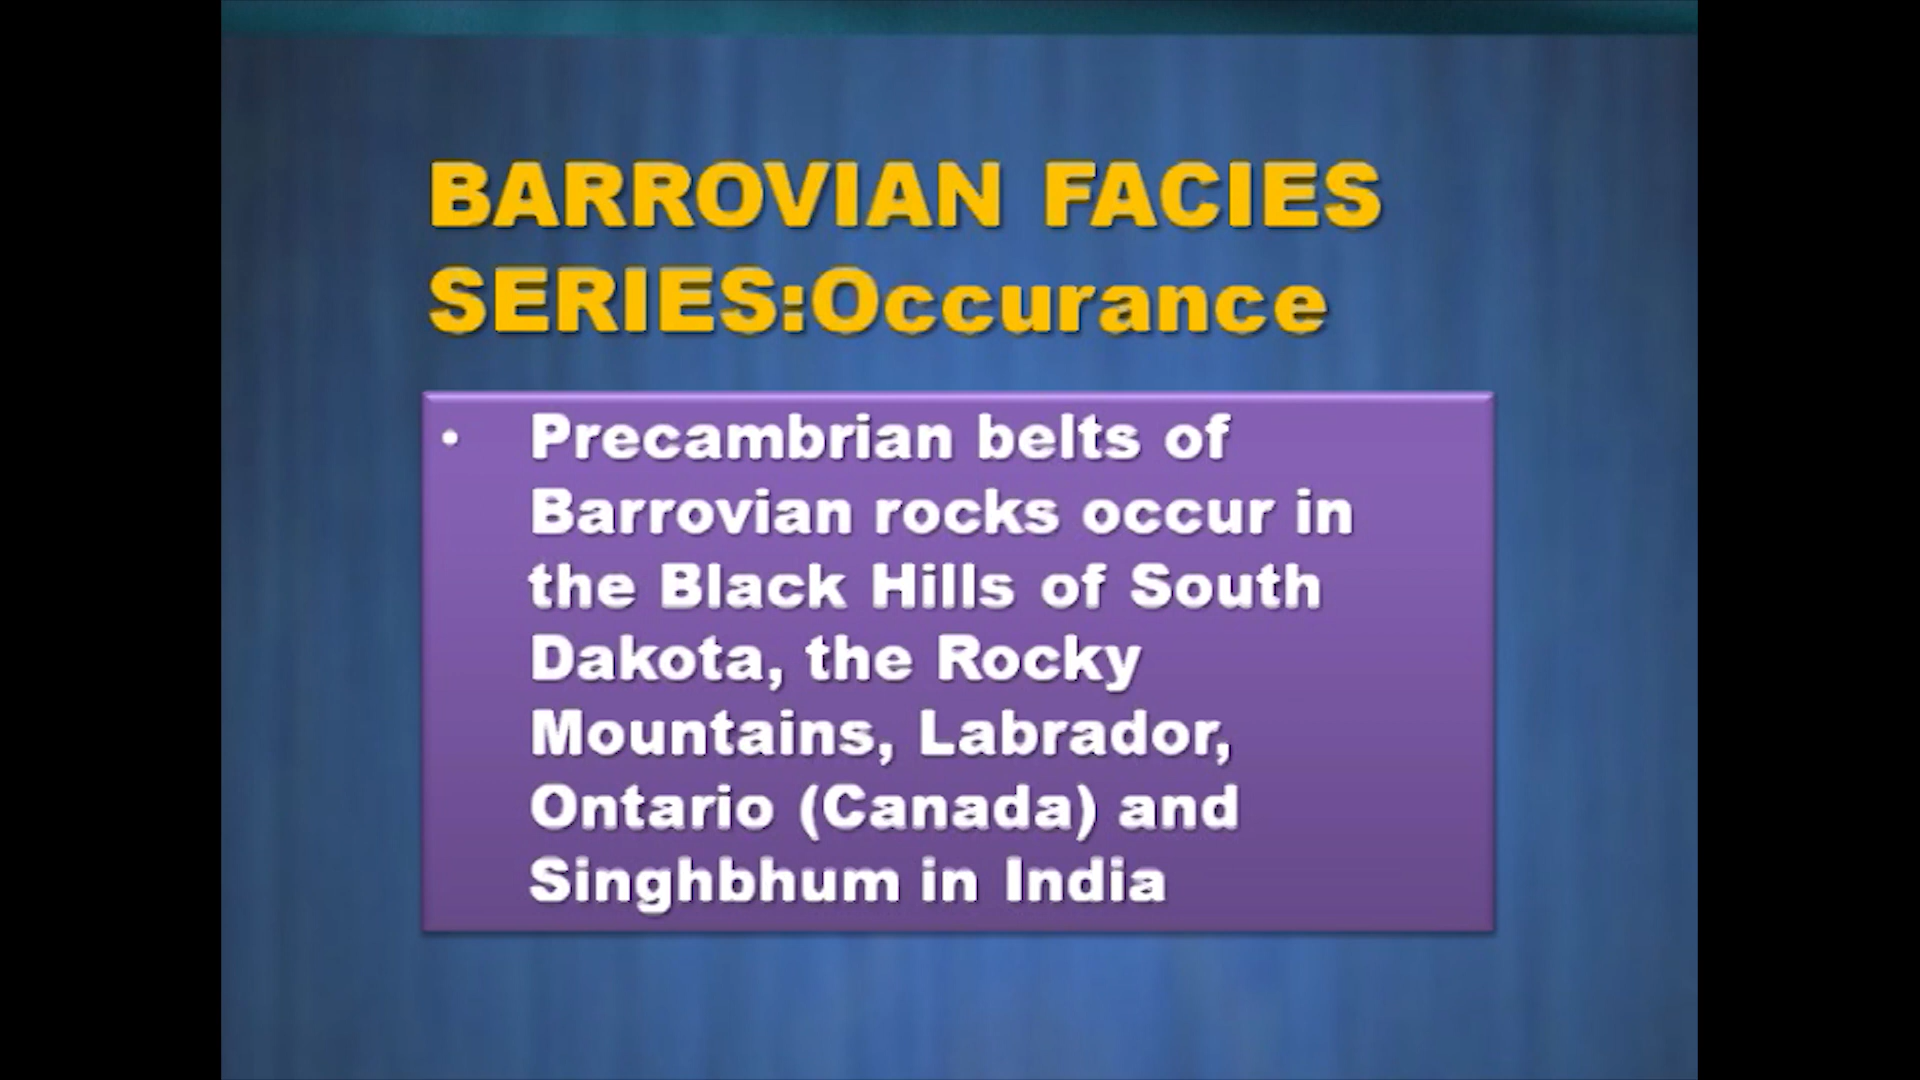 BARROVIAN FACIES
SERIES:Occurance
• Precambrian belts of
Barrovian rocks occur in
the Black Hills of South
Dakota, the Rocky
Mountains, Labrador,
Ontario (Canada) and
Singhbhum in India